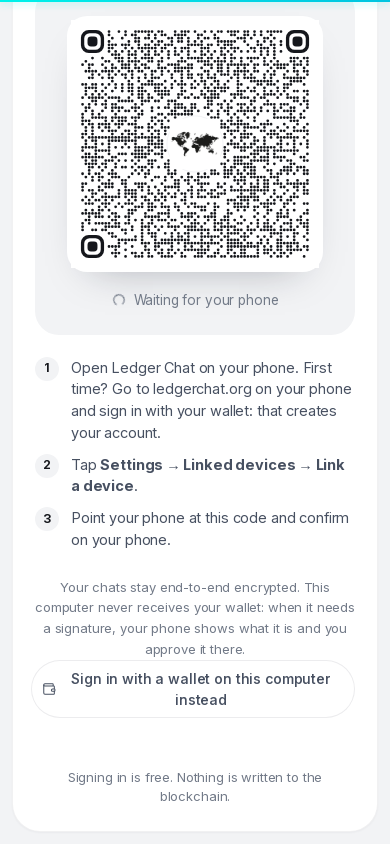 Waiting for your phone
1
Open Ledger Chat on your phone. First
time? Go to ledgerchat.org on your phone
and sign in with your wallet: that creates
your account.
2
Tap Settings → Linked devices → Link
a device.
3
Point your phone at this code and confirm
on your phone.
Your chats stay end-to-end encrypted. This
computer never receives your wallet: when it needs
a signature, your phone shows what it is and you
approve it there.
Sign in with a wallet on this computer
instead
Signing in is free. Nothing is written to the
blockchain.